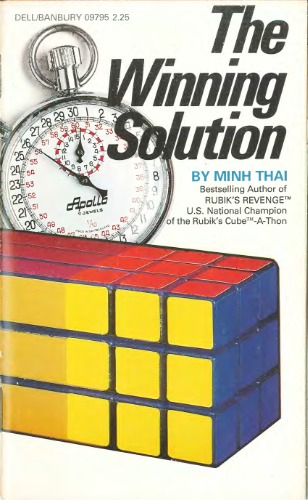 DELL/BANBURY 09795 2.25
The
Winning
Solution
BY MINH THAI
Bestselling Author of
RUBIK'S REVENGE™
U.S. National Champion
of the Rubik's Cube™-A-Thon
Apollo